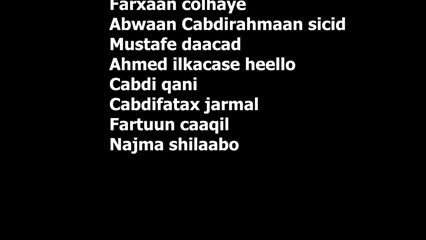 Farxaan colhaye
Abwaan Cabdirahmaan sicid
Mustafe daacad
Ahmed ilkacase heello
Cabdi qani
Cabdifatax jarmal
Fartuun caaqil
Najma shilaabo